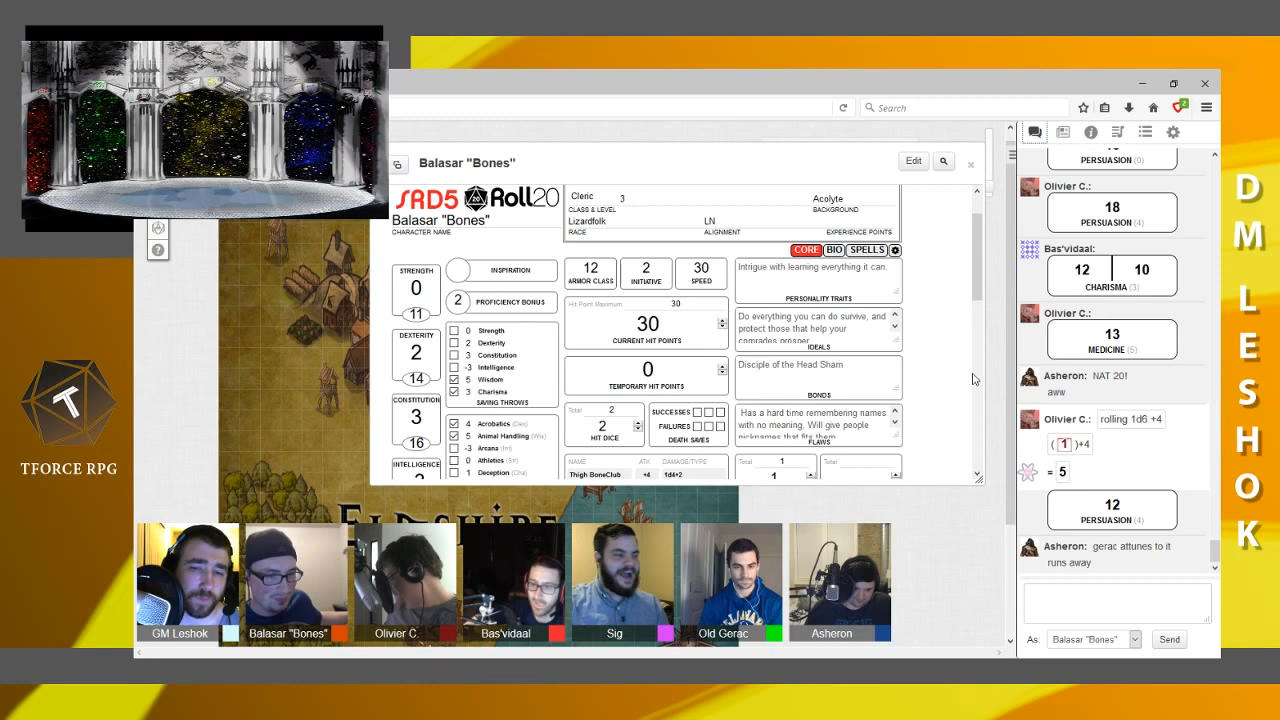 Search
2
Balasar "Bones"
Edit
SRD5 Roll20
Balasar "Bones"
CHARACTER NAME
Cleric 3
CLASS & LEVEL
Acolyte
BACKGROUND
Lizardfolk
RACE
LN
ALIGNMENT
EXPERIENCE POINTS
CORE BIO SPELLS
STRENGTH
0
11
DEXTERITY
2
14
CONSTITUTION
3
16
INTELLIGENCE
INSPIRATION
2 PROFICIENCY BONUS
0 Strength
2 Dexterity
3 Constitution
-3 Intelligence
5 Wisdom
3 Charisma
SAVING THROWS
4 Acrobatics (Dex)
5 Animal Handling (Wis)
-3 Arcana (Int)
0 Athletics (Str)
1 Deception (Cha)
12
ARMOR CLASS
2
INITIATIVE
30
SPEED
Hit Point Maximum 30
30
CURRENT HIT POINTS
0
TEMPORARY HIT POINTS
Total 2
2
HIT DICE
SUCCESSES
FAILURES
DEATH SAVES
NAME ATK DAMAGE/TYPE
Thigh BoneClub +4 1d4+2
Intrigue with learning everything it can.
PERSONALITY TRAITS
Do everything you can do survive, and
protect those that help your
comrades prosper.
IDEALS
Disciple of the Head Sham
BONDS
Has a hard time remembering names
with no meaning, Will give people
nicknames that fits them
FLAWS
Total 1
1
Total
PERSUASION (0)
Olivier C.:
18
PERSUASION (4)
Bas'vidaal:
12 10
CHARISMA (3)
Olivier C.:
13
MEDICINE (5)
Asheron: NAT 20!
aww
Olivier C.: rolling 1d6 +4
(1)+4
= 5
12
PERSUASION (4)
Asheron: gerac attunes to it
runs away
As: Balasar "Bones" Send
ELDSHIRE
GM Leshok
Balasar "Bones"
Olivier C.
Bas'vidaal
Sig
Old Gerac
Asheron
T
TFORCE RPG
DM LESHOK